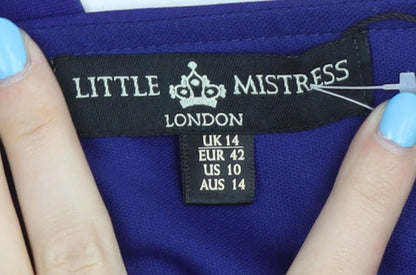 LITTLE MISTRESS
LONDON
UK 14
EUR 42
US 10
AUS 14